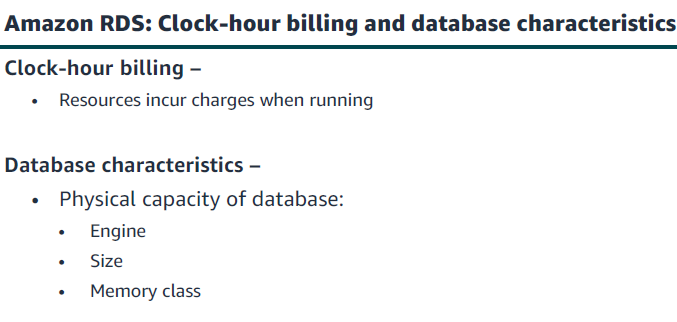 Amazon RDS: Clock-hour billing and database characteristics
Clock-hour billing –
• Resources incur charges when running
Database characteristics –
• Physical capacity of database:
• Engine
• Size
• Memory class